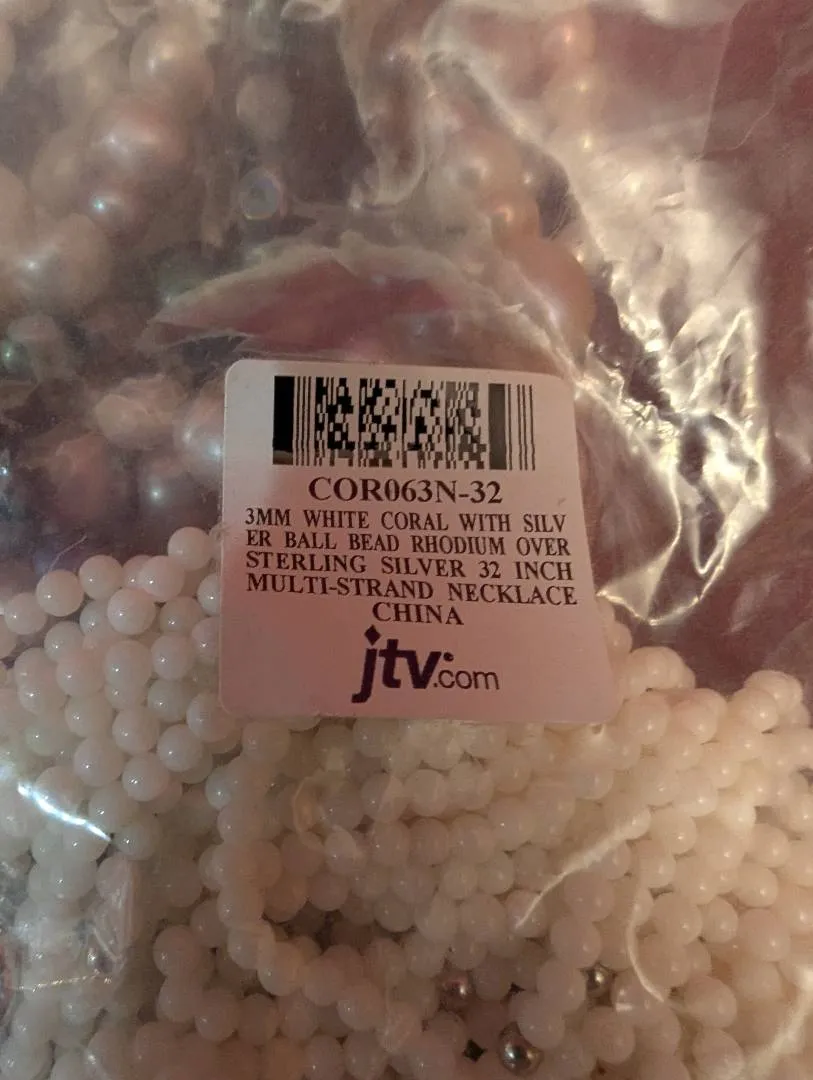 COR063N-32
3MM WHITE CORAL WITH SILV
ER BALL BEAD RHODIUM OVER
STERLING SILVER 32 INCH
MULTI-STRAND NECKLACE
CHINA
jtv.com